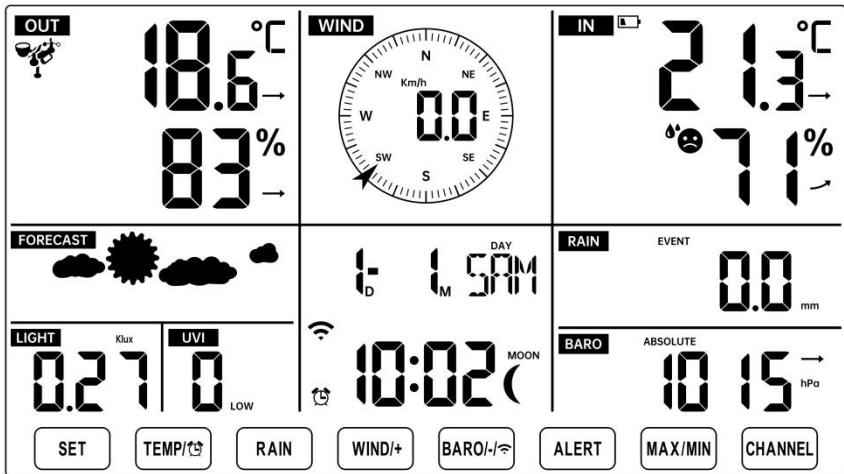 OUT
18.6 °C
83 %
WIND
N
NW NE
Km/h
W 0.0 E
SW SE
S
IN
21.3 °C
71 %
FORECAST
LIGHT Klux
0.27
UVI
0 LOW
DAY
1D- 1M SAM
10:02 MOON
RAIN EVENT
0.0 mm
BARO ABSOLUTE
1015 hPa
SET TEMP/ RAIN WIND/+ BARO/-/ ALERT MAX/MIN CHANNEL